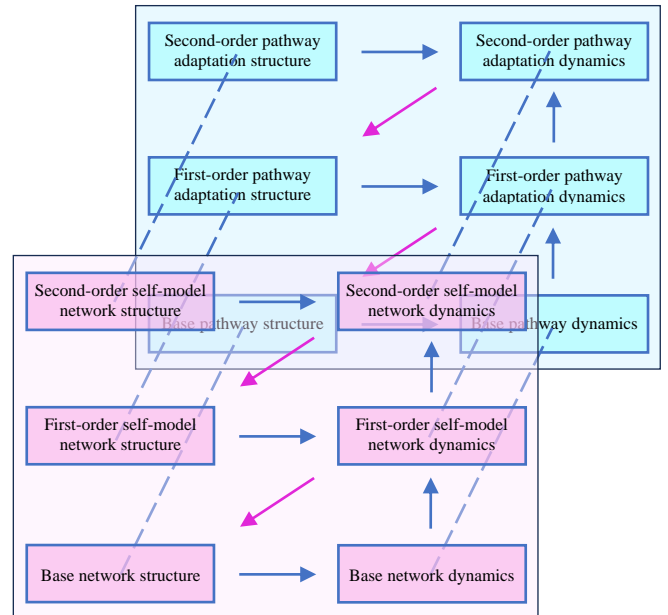 Second-order pathway
adaptation structure
Second-order pathway
adaptation dynamics
First-order pathway
adaptation structure
First-order pathway
adaptation dynamics
Second-order self-model
network structure
Second-order self-model
network dynamics
Base pathway structure
Base pathway dynamics
First-order self-model
network structure
First-order self-model
network dynamics
Base network structure
Base network dynamics